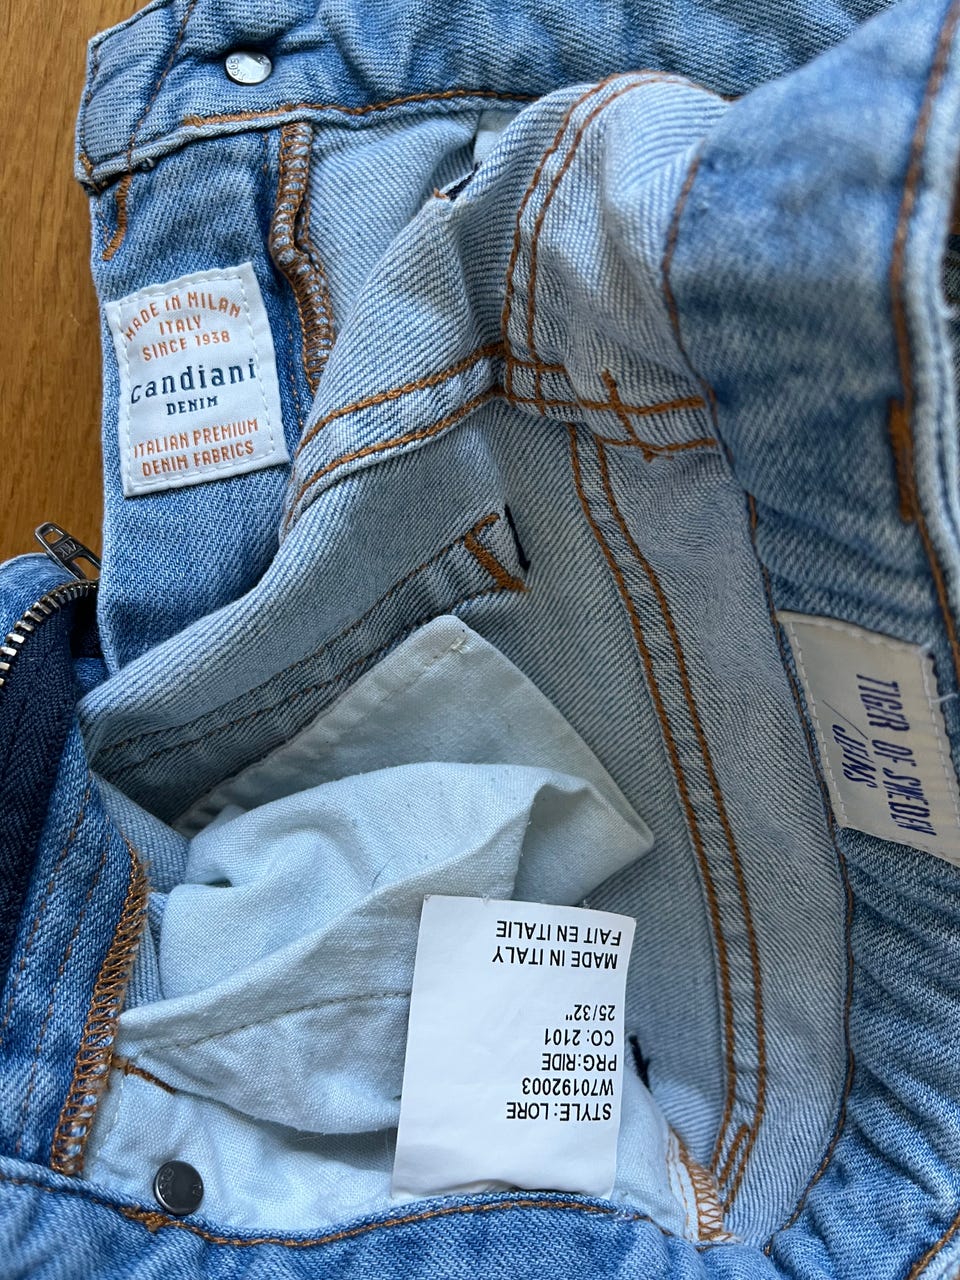 MADE IN MILAN
ITALY
SINCE 1938
candiani
DENIM
ITALIAN PREMIUM
DENIM FABRICS
TIGER OF SWEDEN
/JEANS
STYLE: LORE
W70192003
PRG:RIDE
CO: 2101
25/32"
MADE IN ITALY
FAIT EN ITALIE